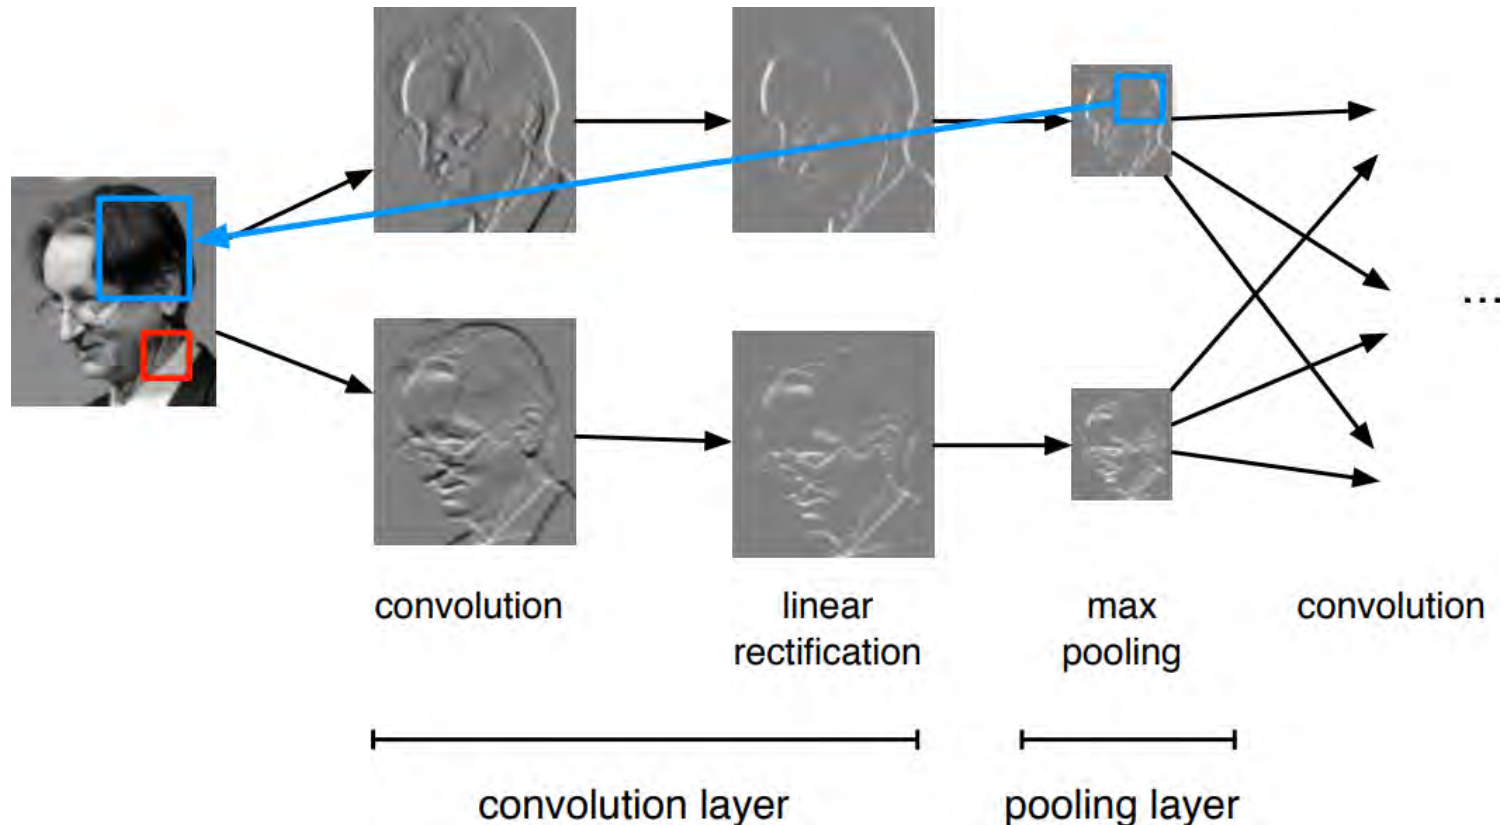 ...
convolution
linear
rectification
max
pooling
convolution
convolution layer
pooling layer